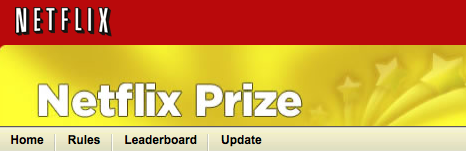 NETFLIX
Netflix Prize
Home Rules Leaderboard Update